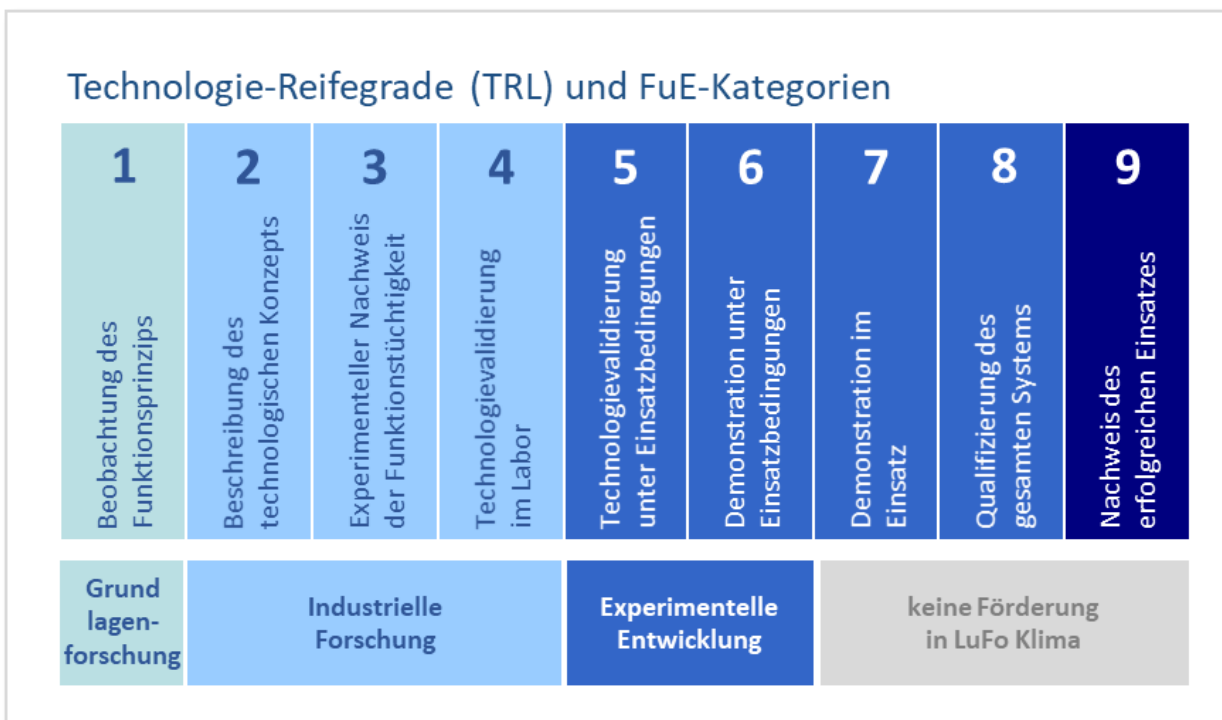 Technologie-Reifegrade (TRL) und FuE-Kategorien
1
Beobachtung des
Funktionsprinzips
2
Beschreibung des
technologischen Konzepts
3
Experimenteller Nachweis
der Funktionstüchtigkeit
4
Technologievalidierung
im Labor
5
Technologievalidierung
unter Einsatzbedingungen
6
Demonstration unter
Einsatzbedingungen
7
Demonstration im
Einsatz
8
Qualifizierung des
gesamten Systems
9
Nachweis des
erfolgreichen Einsatzes
Grund
lagen-
forschung
Industrielle
Forschung
Experimentelle
Entwicklung
keine Förderung
in LuFo Klima